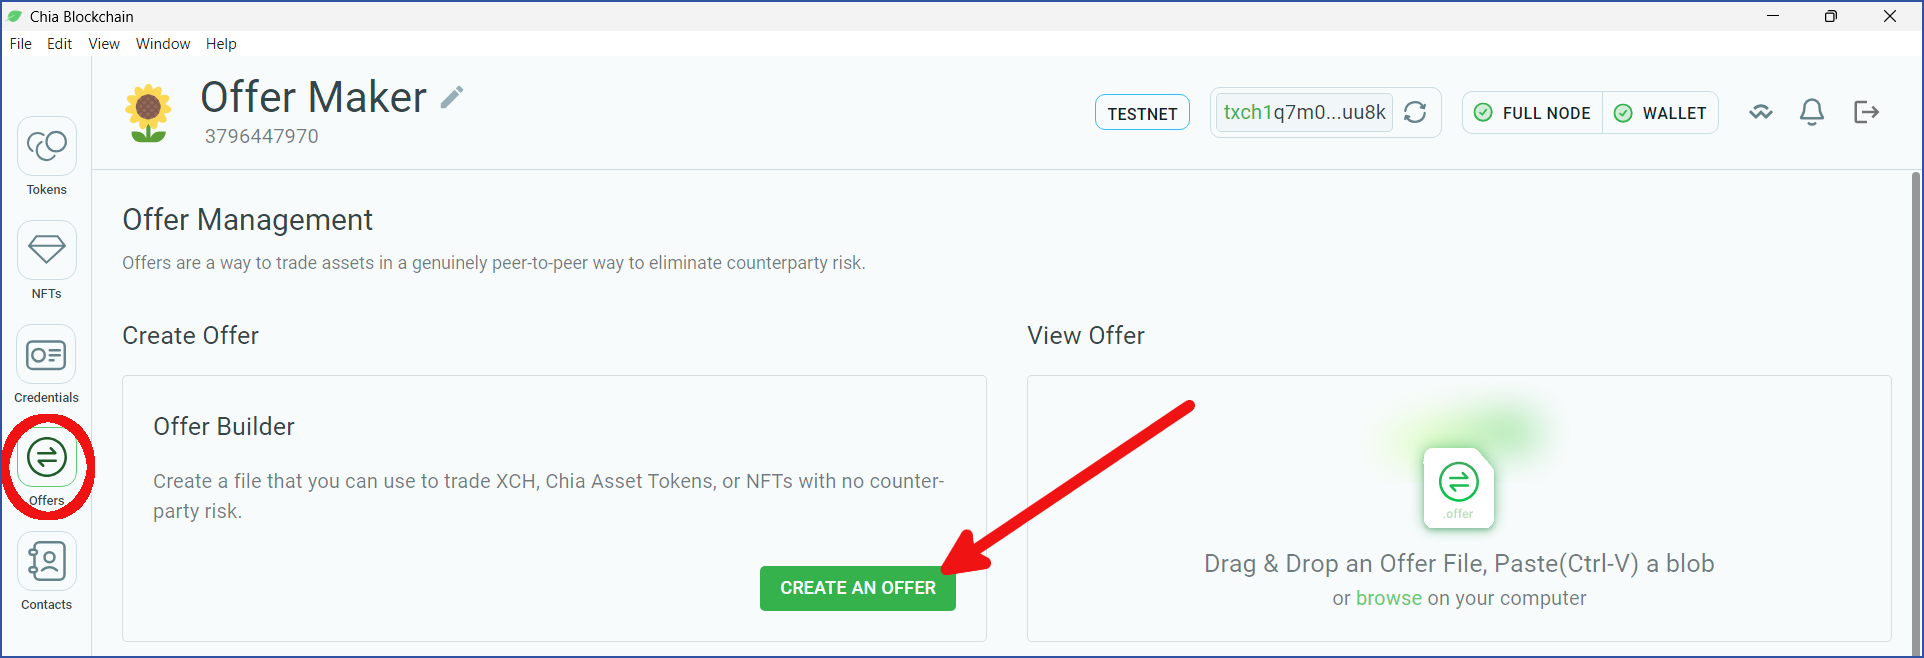 Chia Blockchain
File Edit View Window Help
Offer Maker
3796447970
TESTNET
txch1q7m0...uu8k
FULL NODE
WALLET
Tokens
NFTs
Credentials
Offers
Contacts
Offer Management
Offers are a way to trade assets in a genuinely peer-to-peer way to eliminate counterparty risk.
Create Offer
Offer Builder
Create a file that you can use to trade XCH, Chia Asset Tokens, or NFTs with no counter-
party risk.
CREATE AN OFFER
View Offer
.offer
Drag & Drop an Offer File, Paste(Ctrl-V) a blob
or browse on your computer